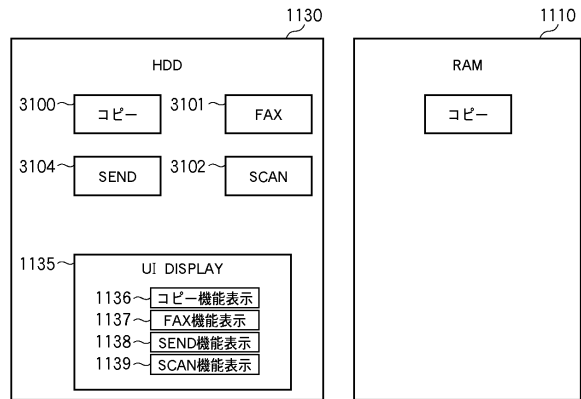 1130
1110
HDD
RAM
3100
コピー
3101
FAX
コピー
3104
SEND
3102
SCAN
1135
UI DISPLAY
1136
コピー機能表示
1137
FAX機能表示
1138
SEND機能表示
1139
SCAN機能表示